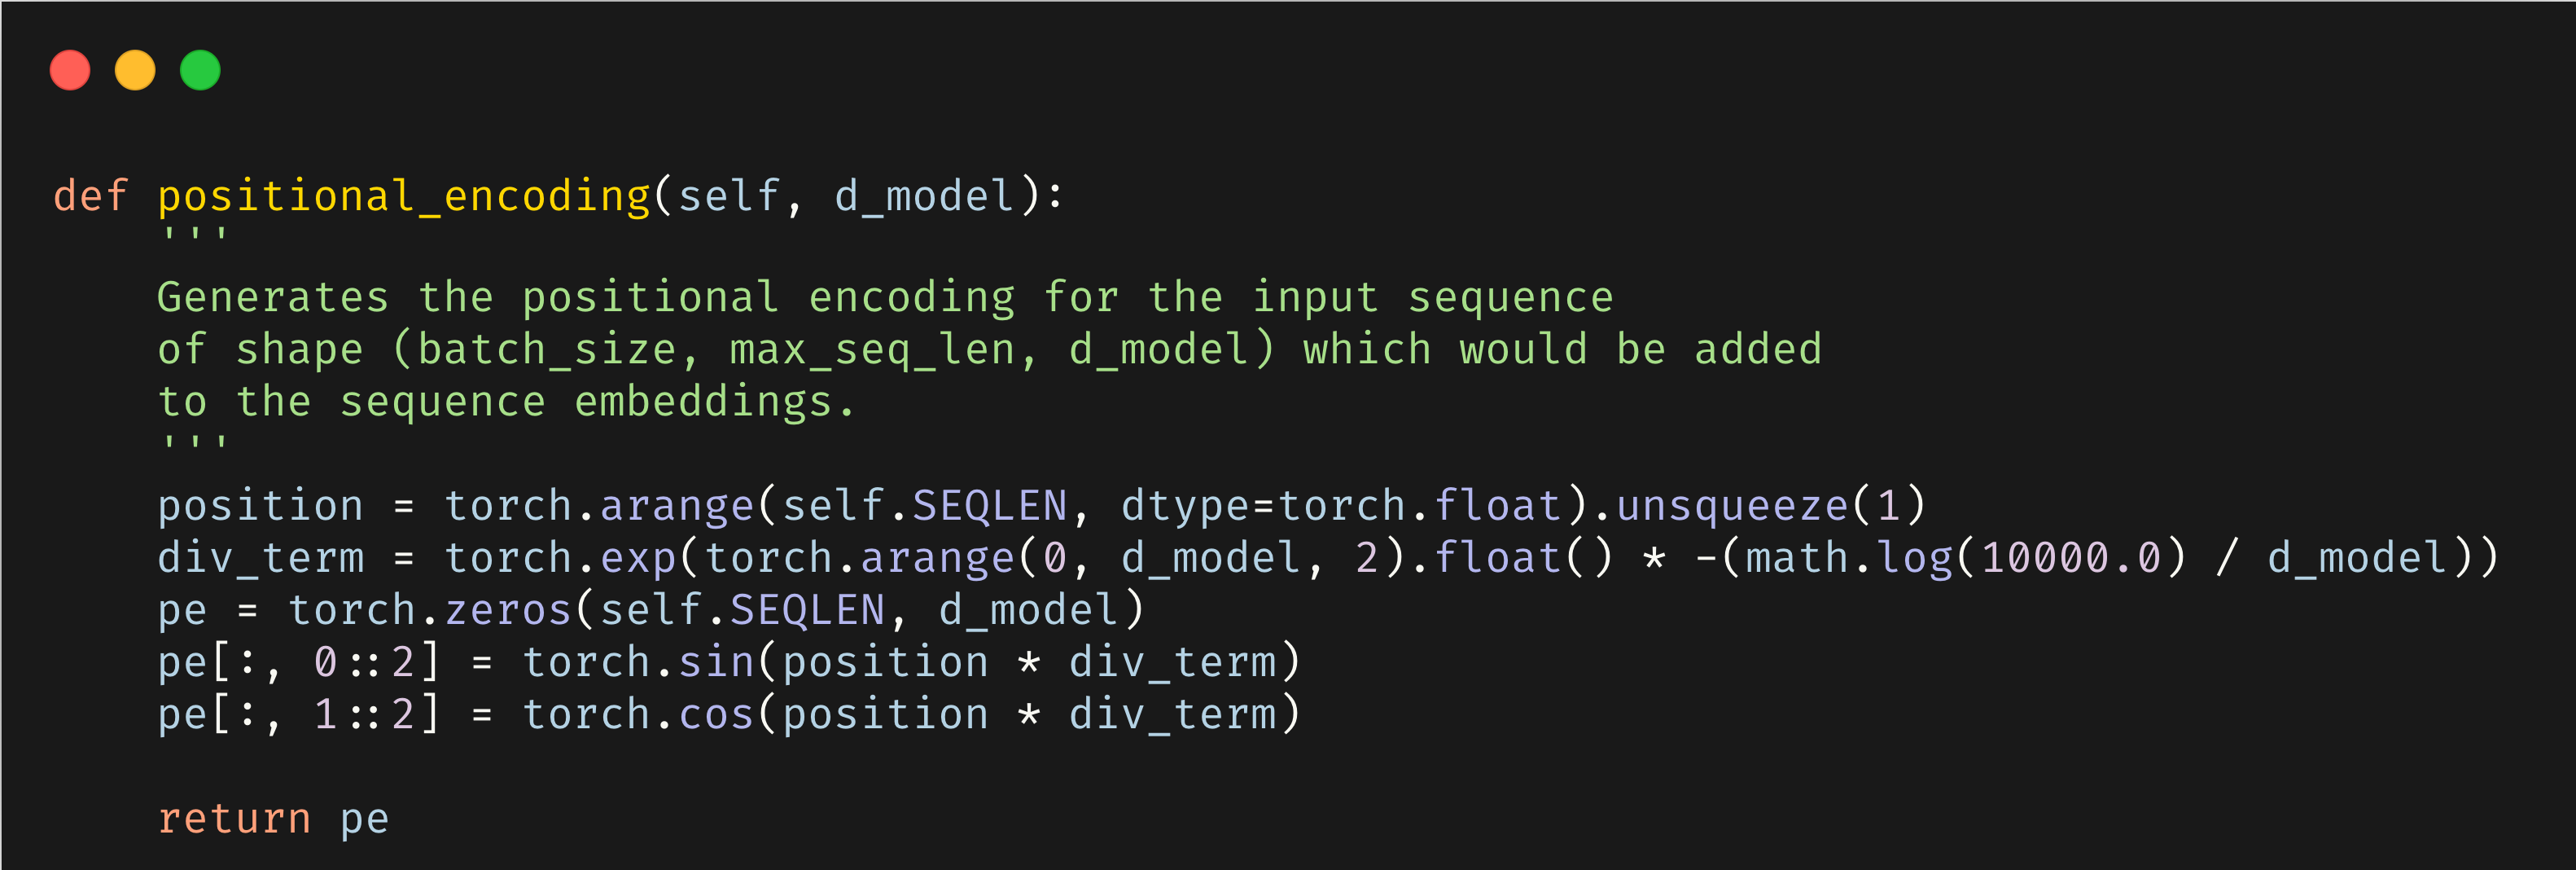 def positional_encoding(self, d_model):
    '''
    Generates the positional encoding for the input sequence
    of shape (batch_size, max_seq_len, d_model) which would be added
    to the sequence embeddings.
    '''
    position = torch.arange(self.SEQLEN, dtype=torch.float).unsqueeze(1)
    div_term = torch.exp(torch.arange(0, d_model, 2).float() * -(math.log(10000.0) / d_model))
    pe = torch.zeros(self.SEQLEN, d_model)
    pe[:, 0::2] = torch.sin(position * div_term)
    pe[:, 1::2] = torch.cos(position * div_term)

    return pe